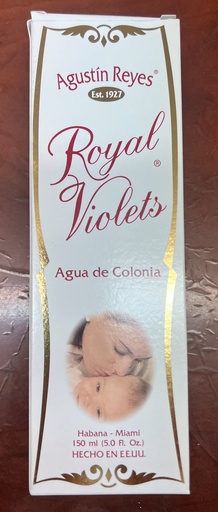 Agustín Reyes®
Est. 1927
Royal
Violets®
Agua de Colonia
Habana - Miami
150 ml (5.0 fl. Oz.)
HECHO EN EE.UU.